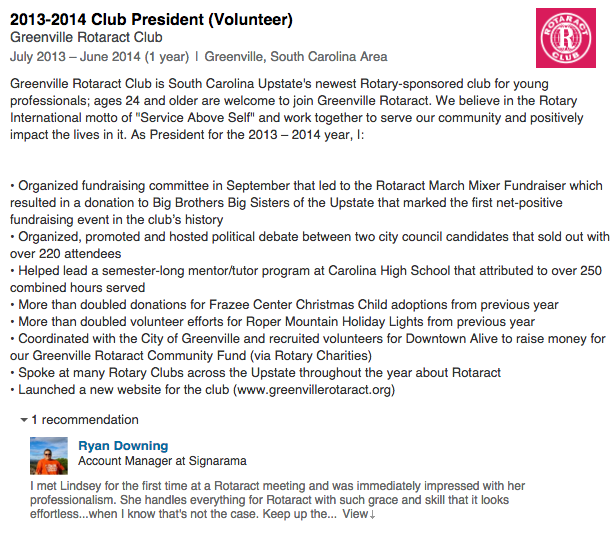 2013-2014 Club President (Volunteer)
Greenville Rotaract Club
July 2013 – June 2014 (1 year) | Greenville, South Carolina Area
ROTARACT
R
CLUB
Greenville Rotaract Club is South Carolina Upstate's newest Rotary-sponsored club for young
professionals; ages 24 and older are welcome to join Greenville Rotaract. We believe in the Rotary
International motto of "Service Above Self" and work together to serve our community and positively
impact the lives in it. As President for the 2013 – 2014 year, I:
• Organized fundraising committee in September that led to the Rotaract March Mixer Fundraiser which
resulted in a donation to Big Brothers Big Sisters of the Upstate that marked the first net-positive
fundraising event in the club's history
• Organized, promoted and hosted political debate between two city council candidates that sold out with
over 220 attendees
• Helped lead a semester-long mentor/tutor program at Carolina High School that attributed to over 250
combined hours served
• More than doubled donations for Frazee Center Christmas Child adoptions from previous year
• More than doubled volunteer efforts for Roper Mountain Holiday Lights from previous year
• Coordinated with the City of Greenville and recruited volunteers for Downtown Alive to raise money for
our Greenville Rotaract Community Fund (via Rotary Charities)
• Spoke at many Rotary Clubs across the Upstate throughout the year about Rotaract
• Launched a new website for the club (www.greenvillerotaract.org)
1 recommendation
Ryan Downing
Account Manager at Signarama
I met Lindsey for the first time at a Rotaract meeting and was immediately impressed with her
professionalism. She handles everything for Rotaract with such grace and skill that it looks
effortless...when I know that's not the case. Keep up the... View↓